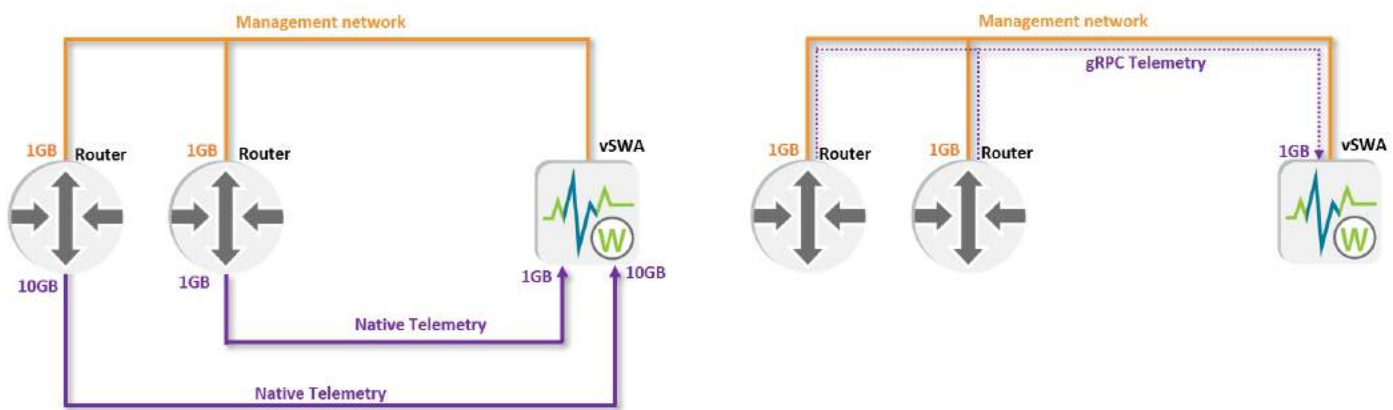 Management network
1GB
Router
1GB
Router
vSWA
W
10GB
1GB
1GB
10GB
Native Telemetry
Native Telemetry
Management network
gRPC Telemetry
1GB
Router
1GB
Router
1GB
vSWA
W